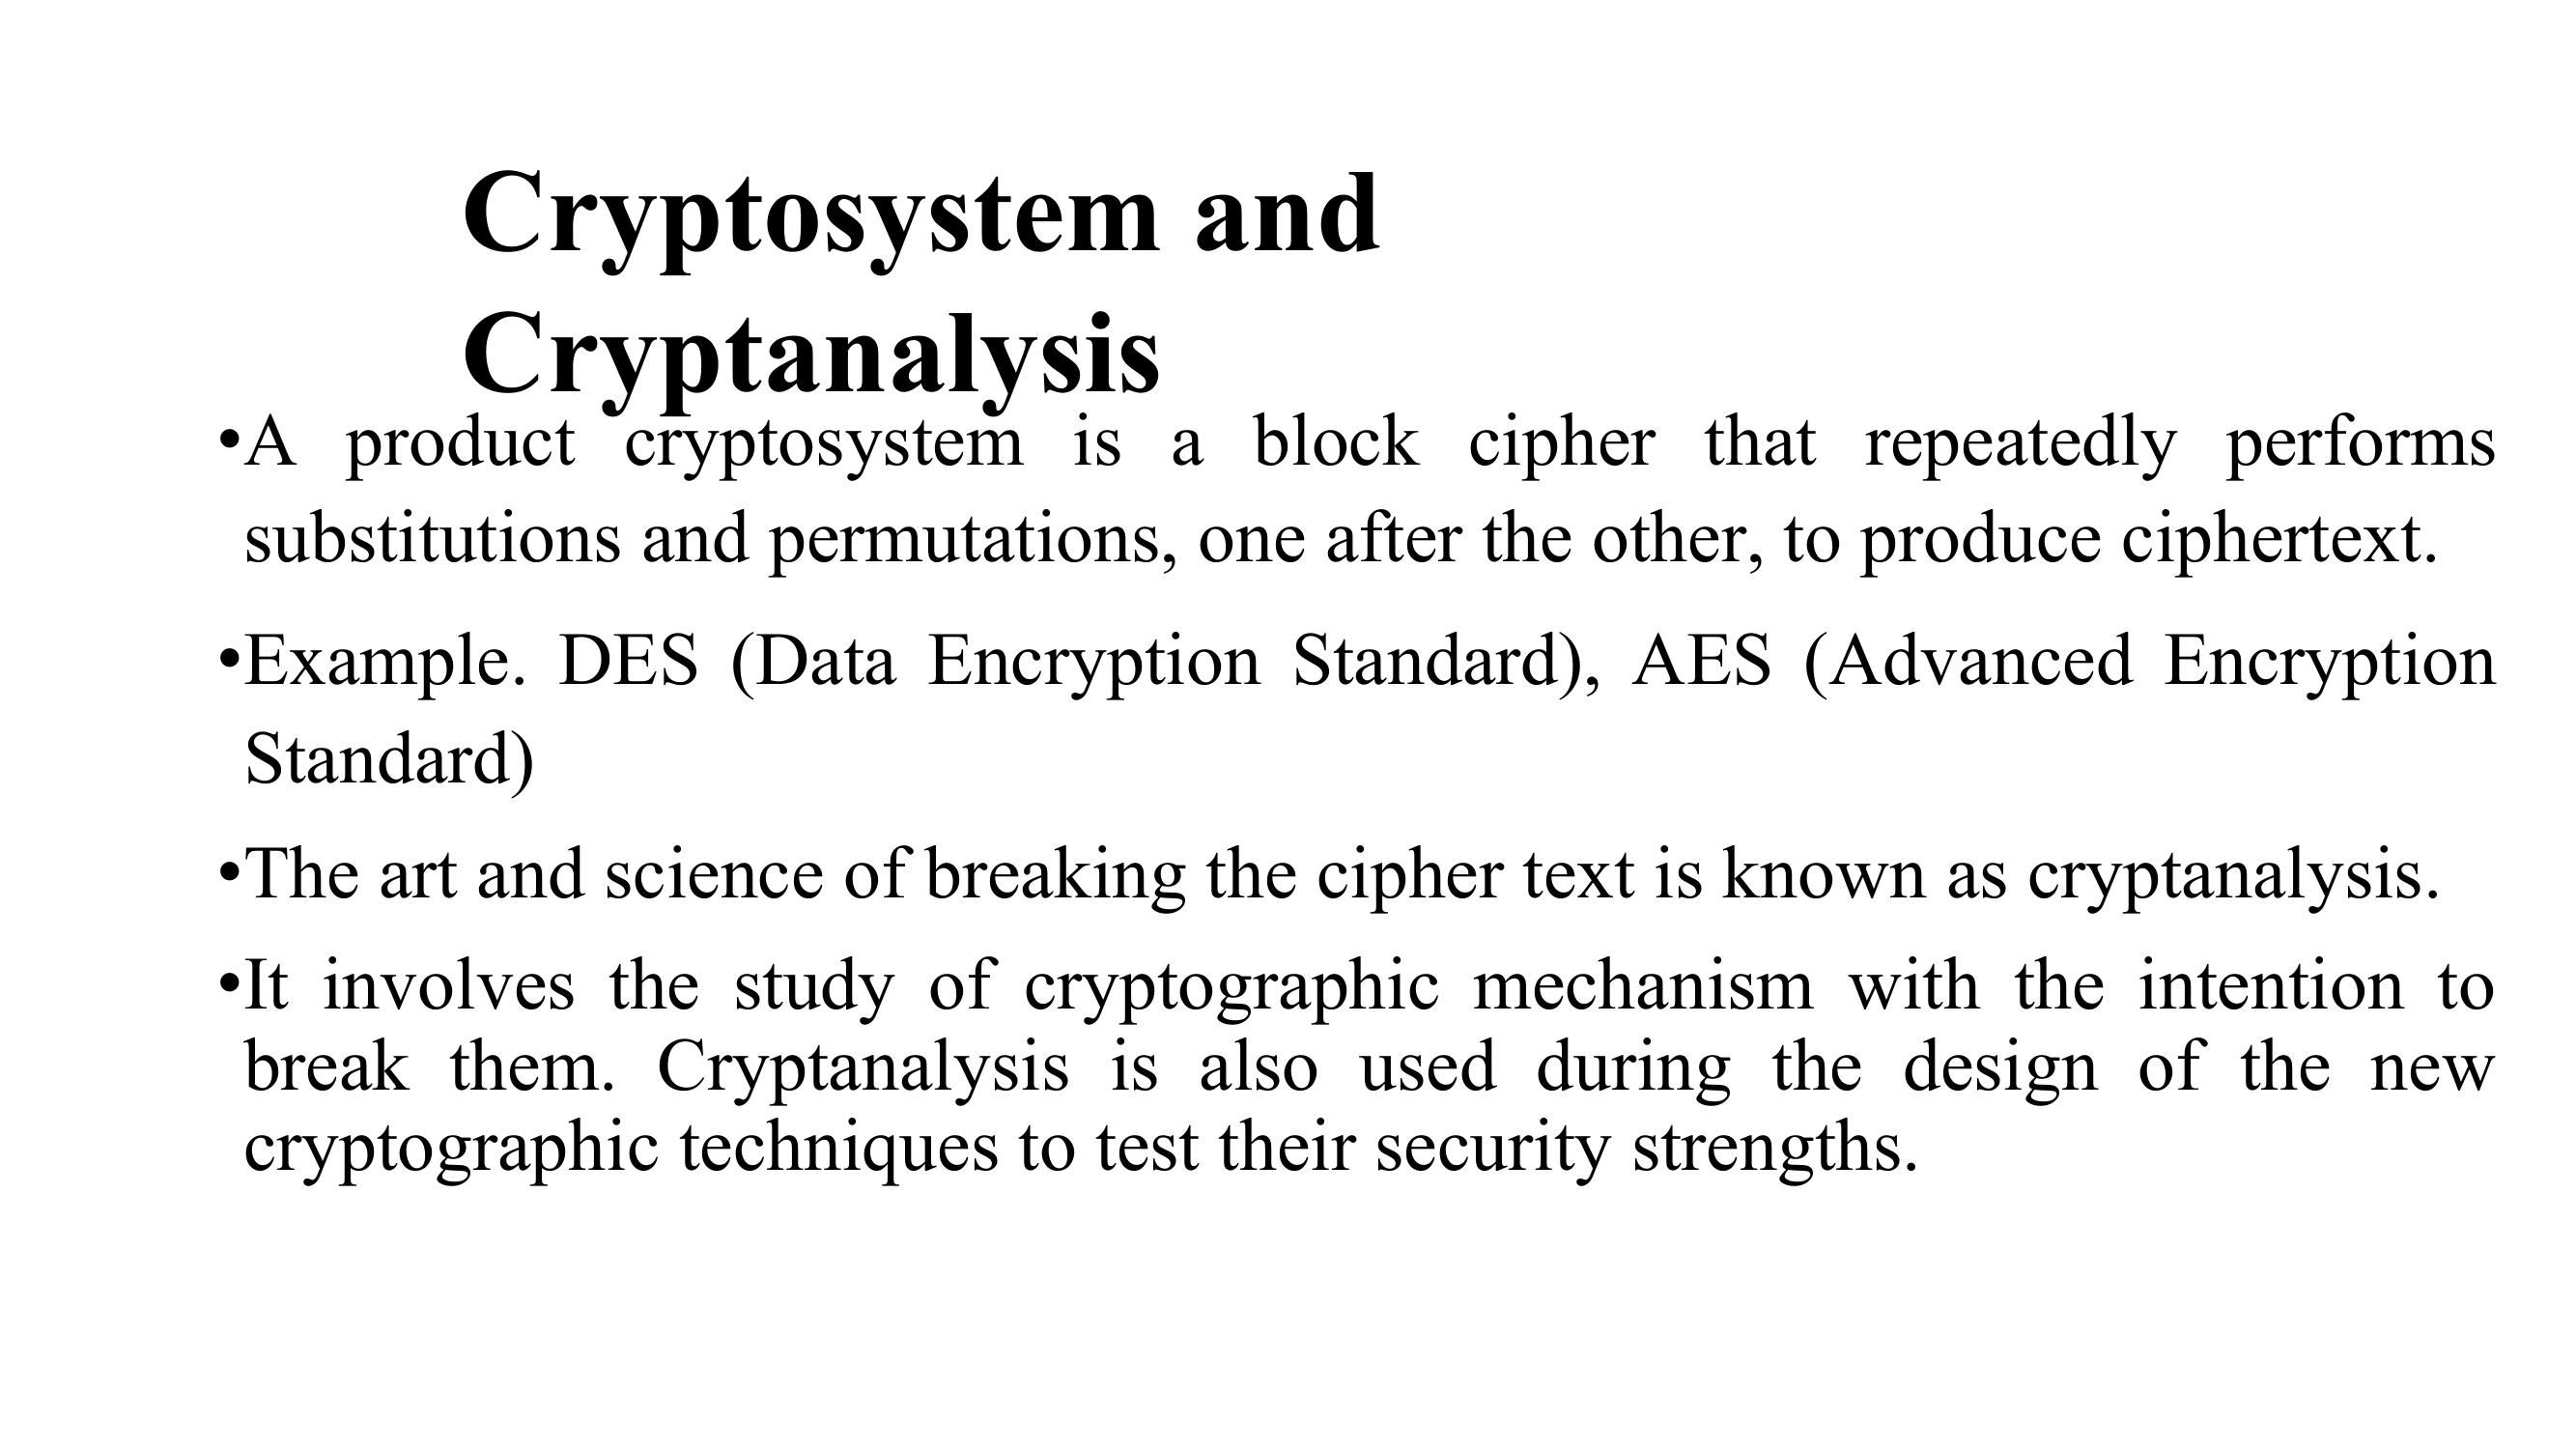 Cryptosystem and
Cryptanalysis
•A product cryptosystem is a block cipher that repeatedly performs
substitutions and permutations, one after the other, to produce ciphertext.
•Example. DES (Data Encryption Standard), AES (Advanced Encryption
Standard)
•The art and science of breaking the cipher text is known as cryptanalysis.
•It involves the study of cryptographic mechanism with the intention to
break them. Cryptanalysis is also used during the design of the new
cryptographic techniques to test their security strengths.